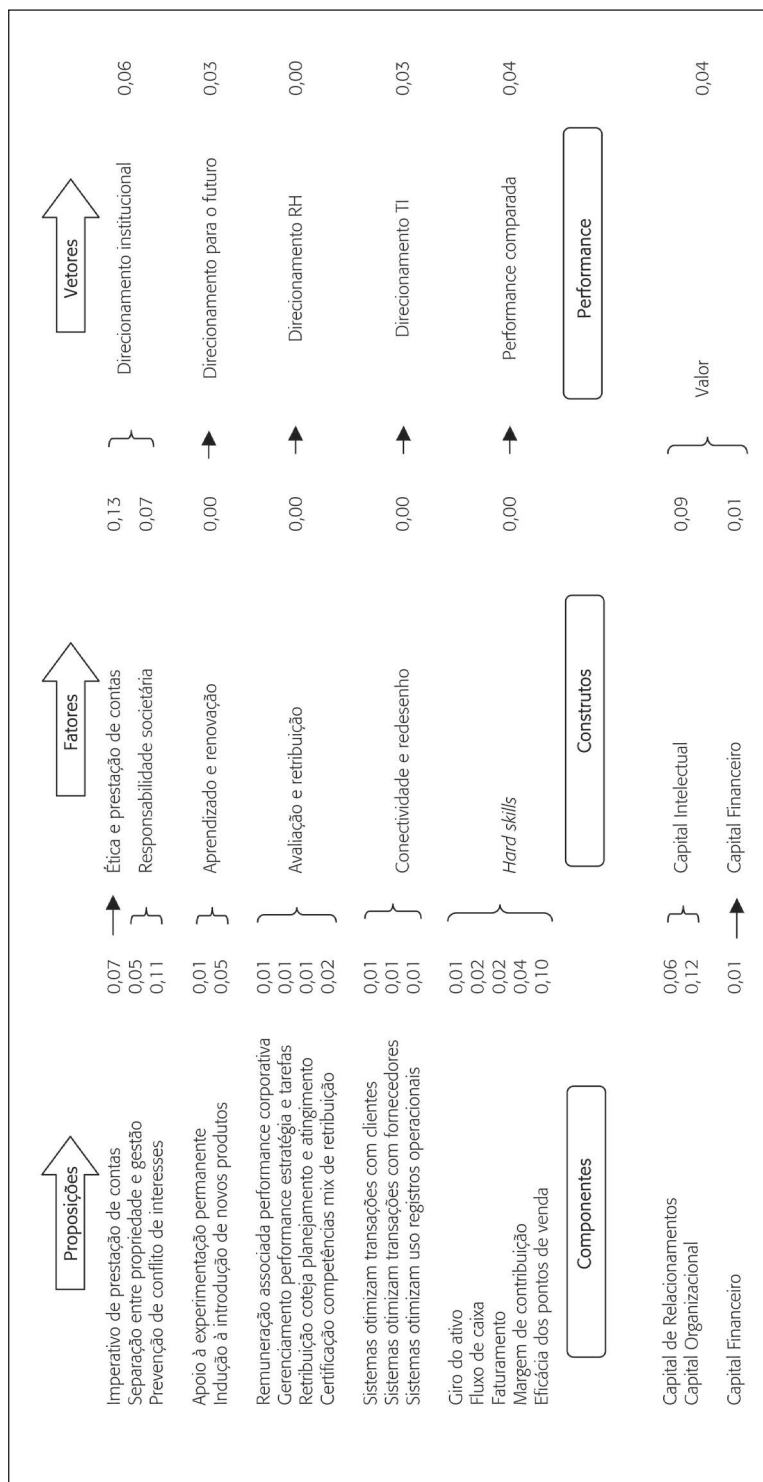 Proposições
Fatores
Vetores
Imperativo de prestação de contas 0,07 Ética e prestação de contas 0,13
Separação entre propriedade e gestão 0,05 Responsabilidade societária 0,07
Prevenção de conflito de interesses 0,11
Direcionamento institucional 0,06
Apoio à experimentação permanente 0,01
Indução à introdução de novos produtos 0,05
Aprendizado e renovação 0,00 Direcionamento para o futuro 0,03
Remuneração associada performance corporativa 0,01
Gerenciamento performance estratégia e tarefas 0,01
Retribuição coteja planejamento e atingimento 0,01
Certificação competências mix de retribuição 0,02
Avaliação e retribuição 0,00 Direcionamento RH 0,00
Sistemas otimizam transações com clientes 0,01
Sistemas otimizam transações com fornecedores 0,01
Sistemas otimizam uso registros operacionais 0,01
Conectividade e redesenho 0,00 Direcionamento TI 0,03
Giro do ativo 0,01
Fluxo de caixa 0,02
Faturamento 0,02
Margem de contribuição 0,04
Eficácia dos pontos de venda 0,10
Hard skills 0,00 Performance comparada 0,04
Componentes
Construtos
Performance
Capital de Relacionamentos 0,06
Capital Organizacional 0,12
Capital Intelectual 0,09
Capital Financeiro 0,01 Capital Financeiro 0,01
Valor 0,04